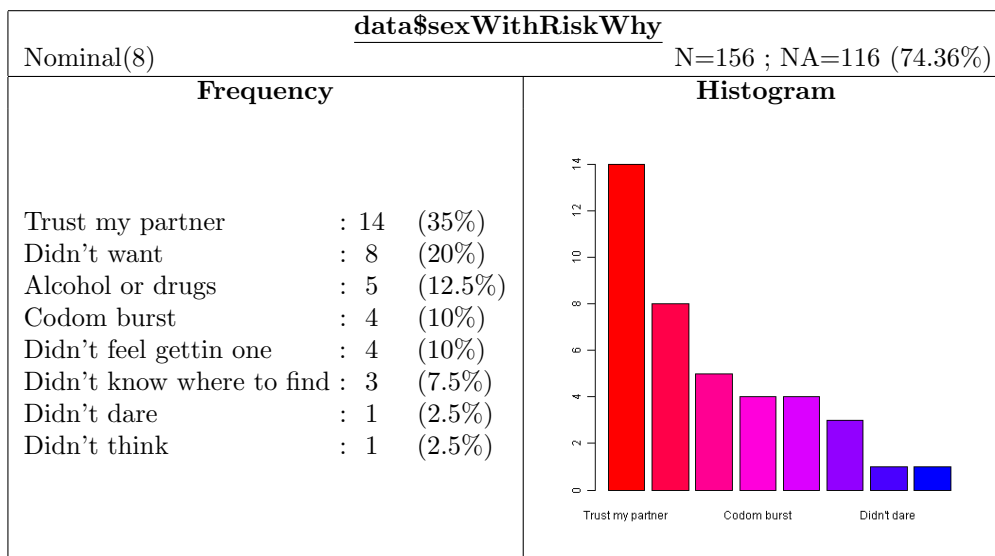 data$sexWithRiskWhy
Nominal(8) N=156 ; NA=116 (74.36%)
Frequency
Trust my partner : 14 (35%)
Didn't want : 8 (20%)
Alcohol or drugs : 5 (12.5%)
Codom burst : 4 (10%)
Didn't feel gettin one : 4 (10%)
Didn't know where to find : 3 (7.5%)
Didn't dare : 1 (2.5%)
Didn't think : 1 (2.5%)
Histogram
14
12
10
8
6
4
2
0
Trust my partner Codom burst Didn't dare